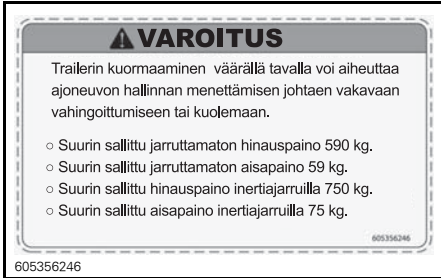 VAROITUS
Trailerin kuormaaminen väärällä tavalla voi aiheuttaa
ajoneuvon hallinnan menettämisen johtaen vakavaan
vahingoittumiseen tai kuolemaan.
○ Suurin sallittu jarruttamaton hinauspaino 590 kg.
○ Suurin sallittu jarruttamaton aisapaino 59 kg.
○ Suurin sallittu hinauspaino inertiajarruilla 750 kg.
○ Suurin sallittu aisapaino inertiajarruilla 75 kg.
605356246
605356246